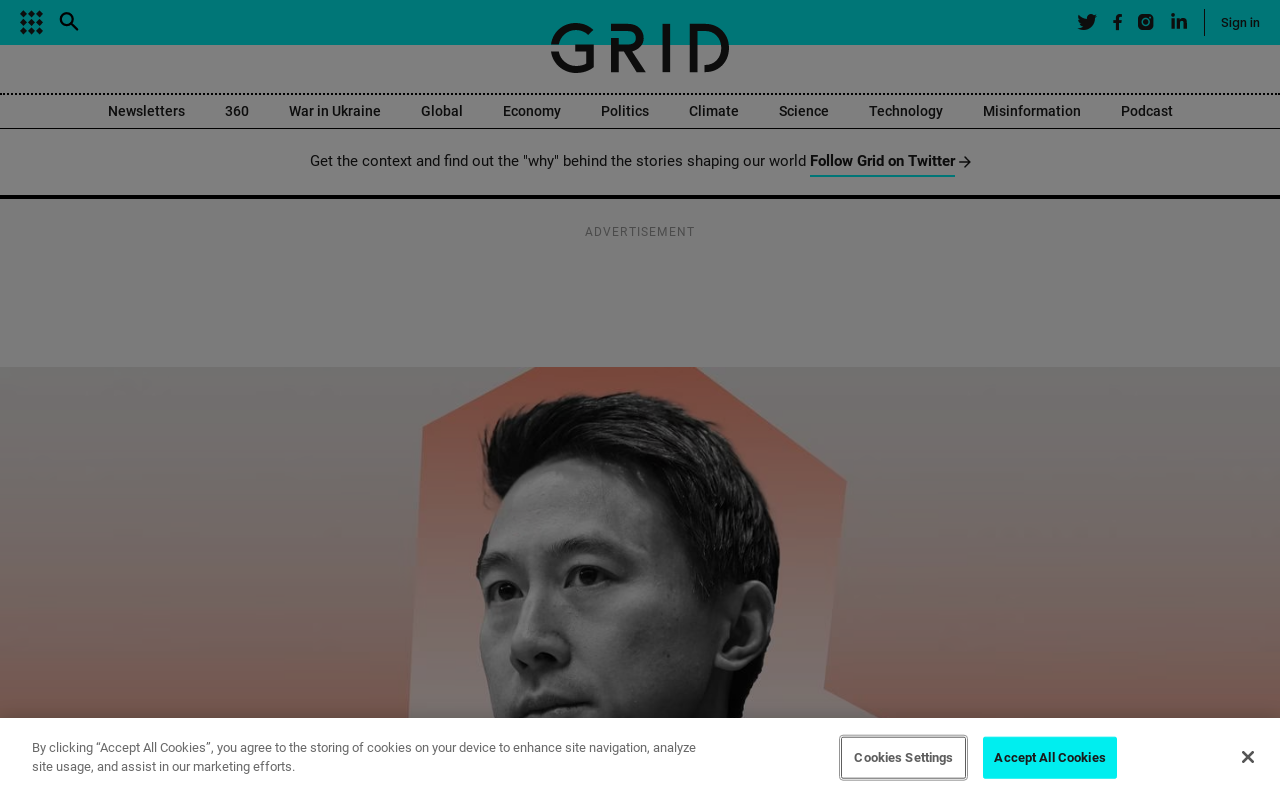 Sign in
GRID
Newsletters 360 War in Ukraine Global Economy Politics Climate Science Technology Misinformation Podcast
Get the context and find out the "why" behind the stories shaping our world Follow Grid on Twitter
ADVERTISEMENT
By clicking “Accept All Cookies”, you agree to the storing of cookies on your device to enhance site navigation, analyze
site usage, and assist in our marketing efforts.
Cookies Settings
Accept All Cookies